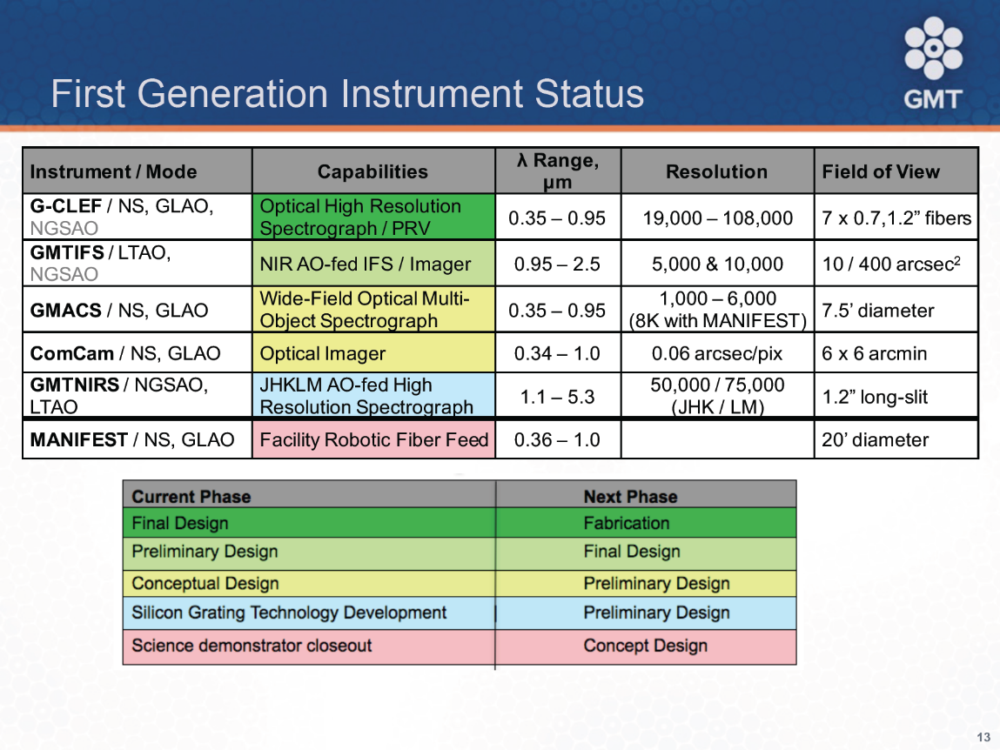 GMT
First Generation Instrument Status
Instrument / Mode Capabilities λ Range, μm Resolution Field of View
G-CLEF / NS, GLAO, NGSAO Optical High Resolution Spectrograph / PRV 0.35 – 0.95 19,000 – 108,000 7 x 0.7,1.2” fibers
GMTIFS / LTAO, NGSAO NIR AO-fed IFS / Imager 0.95 – 2.5 5,000 & 10,000 10 / 400 arcsec²
GMACS / NS, GLAO Wide-Field Optical Multi-Object Spectrograph 0.35 – 0.95 1,000 – 6,000 (8K with MANIFEST) 7.5’ diameter
ComCam / NS, GLAO Optical Imager 0.34 – 1.0 0.06 arcsec/pix 6 x 6 arcmin
GMTNIRS / NGSAO, LTAO JHKLM AO-fed High Resolution Spectrograph 1.1 – 5.3 50,000 / 75,000 (JHK / LM) 1.2” long-slit
MANIFEST / NS, GLAO Facility Robotic Fiber Feed 0.36 – 1.0 20’ diameter
Current Phase Next Phase
Final Design Fabrication
Preliminary Design Final Design
Conceptual Design Preliminary Design
Silicon Grating Technology Development Preliminary Design
Science demonstrator closeout Concept Design
13